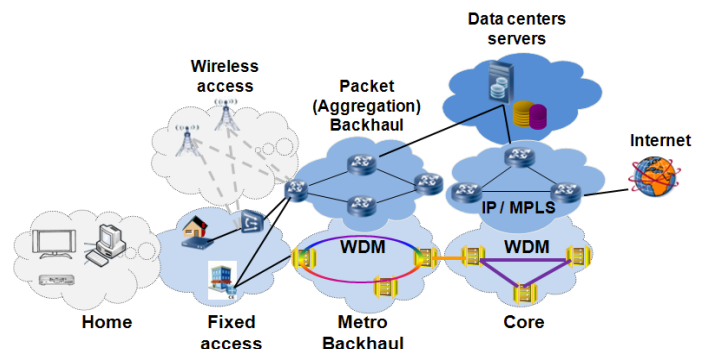 Data centers
servers
Wireless
access
Packet
(Aggregation)
Backhaul
Internet
IP / MPLS
WDM
WDM
Home
Fixed
access
Metro
Backhaul
Core